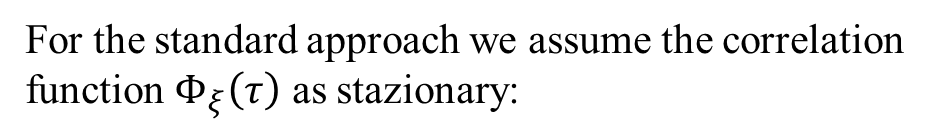 For the standard approach we assume the correlation
function Φ_ξ(τ) as stazionary: